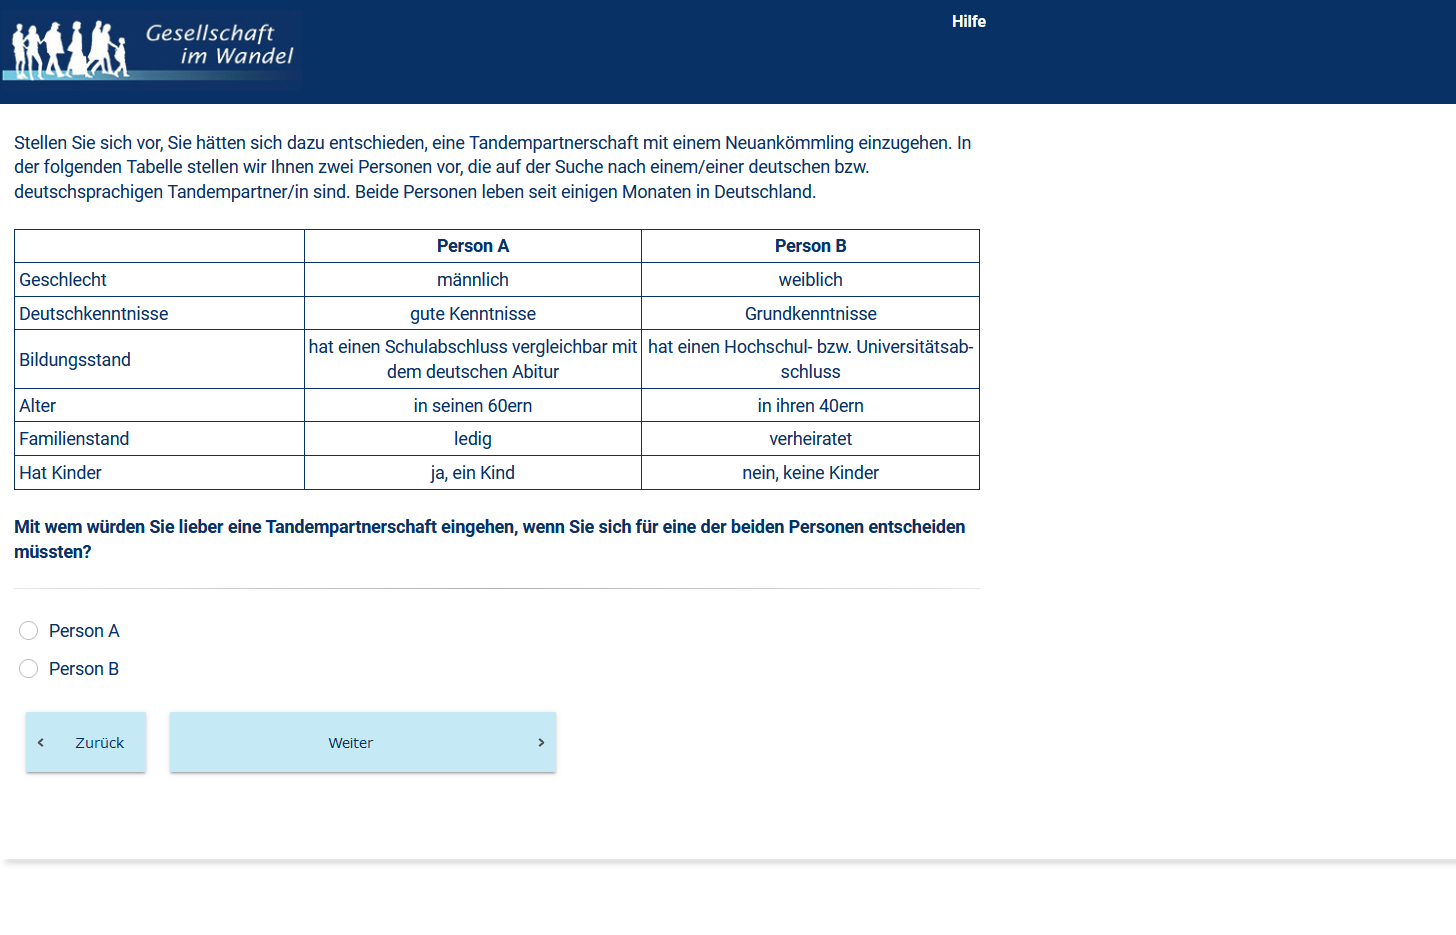 Gesellschaft
im Wandel
Hilfe
Stellen Sie sich vor, Sie hätten sich dazu entschieden, eine Tandempartnerschaft mit einem Neuankömmling einzugehen. In
der folgenden Tabelle stellen wir Ihnen zwei Personen vor, die auf der Suche nach einem/einer deutschen bzw.
deutschsprachigen Tandempartner/in sind. Beide Personen leben seit einigen Monaten in Deutschland.
Person A Person B
Geschlecht männlich weiblich
Deutschkenntnisse gute Kenntnisse Grundkenntnisse
Bildungsstand hat einen Schulabschluss vergleichbar mit dem deutschen Abitur hat einen Hochschul- bzw. Universitätsab-schluss
Alter in seinen 60ern in ihren 40ern
Familienstand ledig verheiratet
Hat Kinder ja, ein Kind nein, keine Kinder
Mit wem würden Sie lieber eine Tandempartnerschaft eingehen, wenn Sie sich für eine der beiden Personen entscheiden
müssten?
Person A
Person B
Zurück Weiter